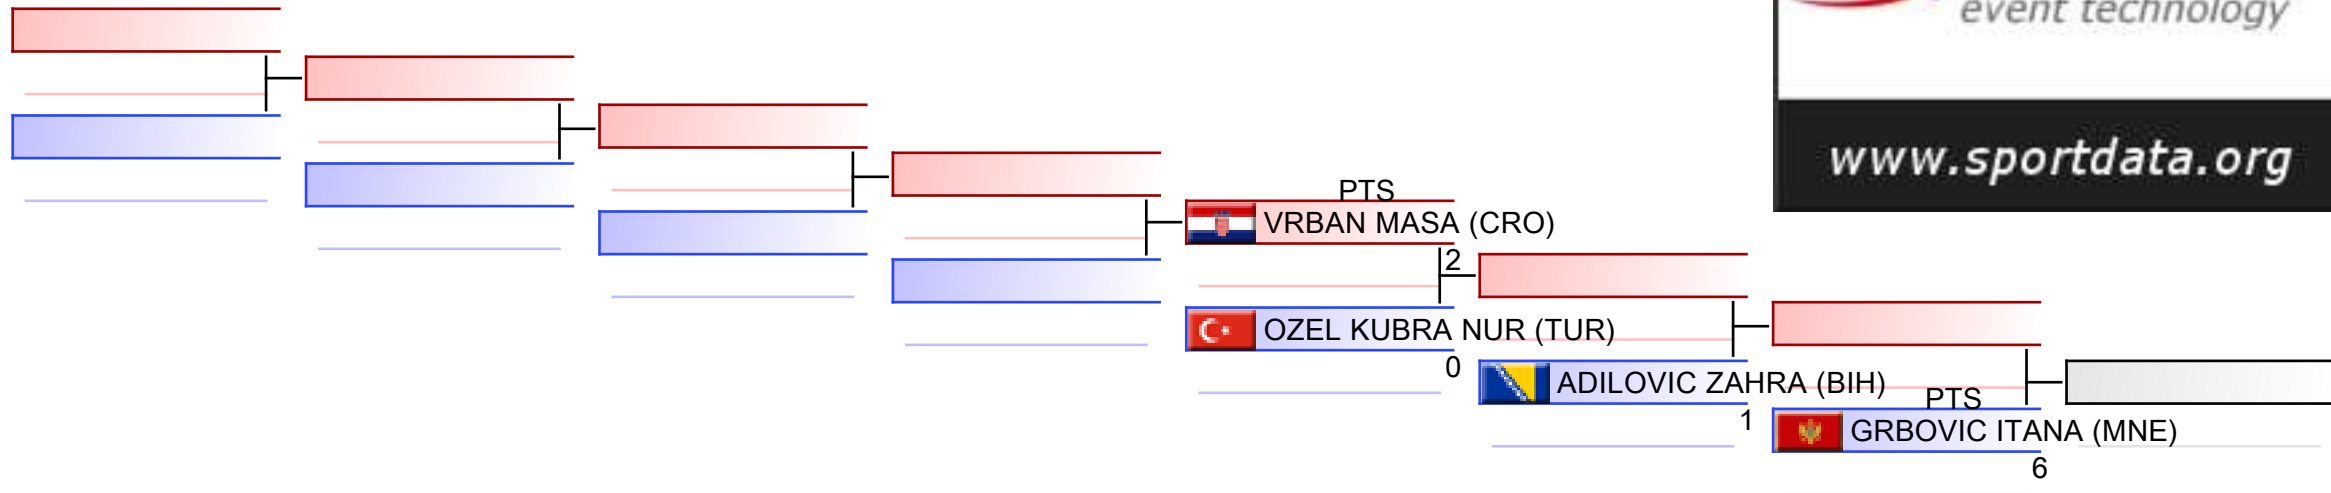 event technology
www.sportdata.org
PTS
VRBAN MASA (CRO)
2
OZEL KUBRA NUR (TUR)
0
ADILOVIC ZAHRA (BIH)
1
PTS
GRBOVIC ITANA (MNE)
6